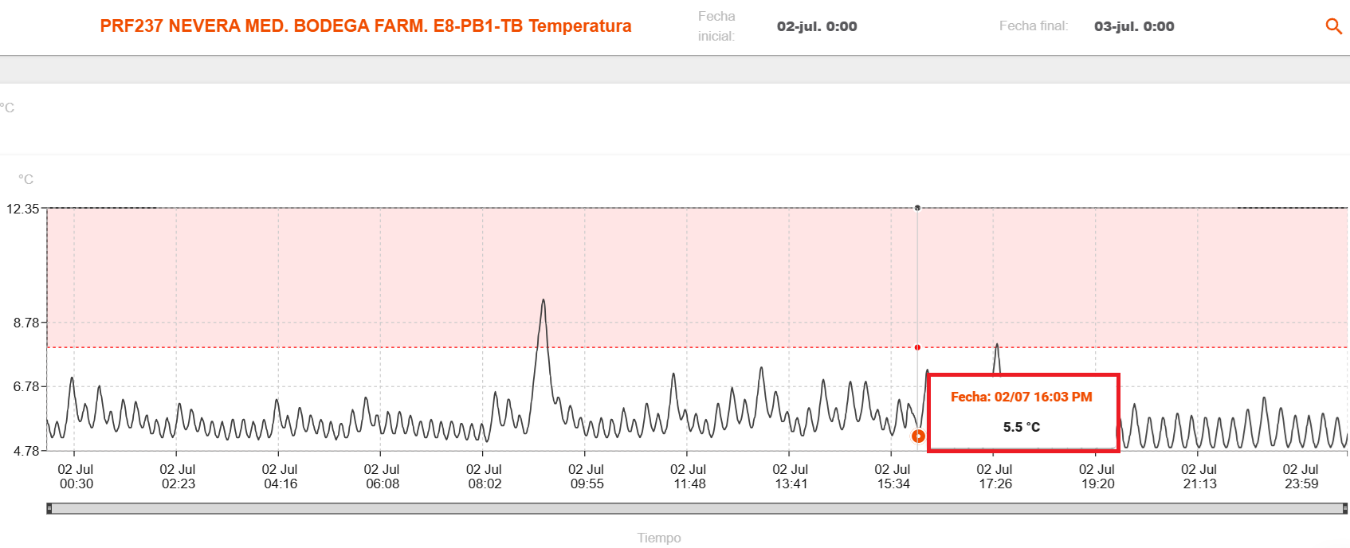 PRF237 NEVERA MED. BODEGA FARM. E8-PB1-TB Temperatura
Fecha inicial:
02-jul. 0:00
Fecha final:
03-jul. 0:00
°C
°C
12.35
8.78
6.78
4.78
Fecha: 02/07 16:03 PM
5.5 °C
02 Jul 02 Jul 02 Jul 02 Jul 02 Jul 02 Jul 02 Jul 02 Jul 02 Jul 02 Jul 02 Jul 02 Jul 02 Jul
00:30 02:23 04:16 06:08 08:02 09:55 11:48 13:41 15:34 17:26 19:20 21:13 23:59
Tiempo